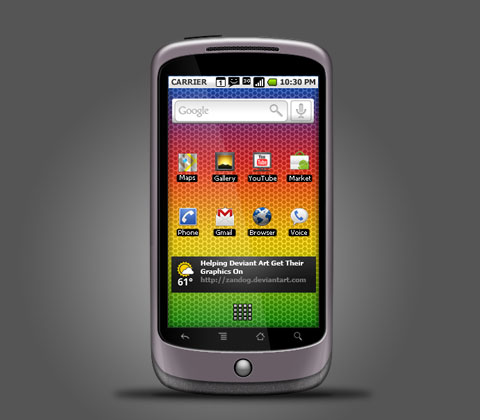 CARRIER 1 3G 10:30 PM
Google
Maps Gallery YouTube Market
Phone Gmail Browser Voice
Helping Deviant Art Get Their
Graphics On
61° http://zandog.deviantart.com